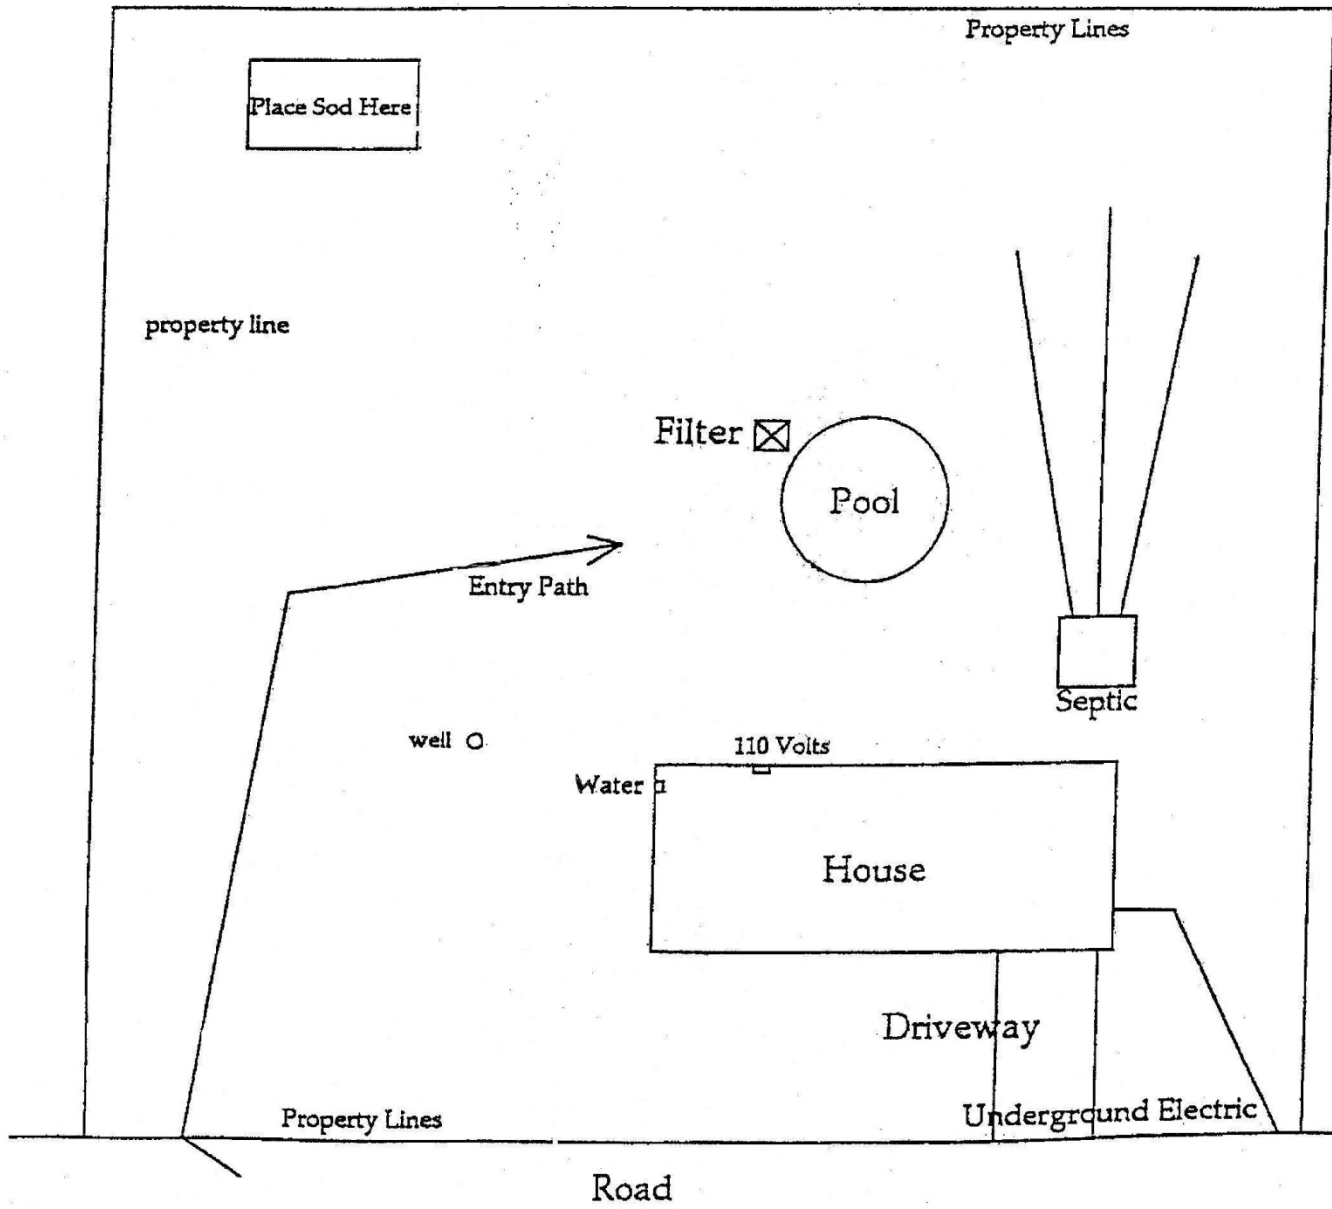 Property Lines
Place Sod Here
property line
Filter
Pool
Entry Path
Septic
well
110 Volts
Water
House
Driveway
Underground Electric
Property Lines
Road